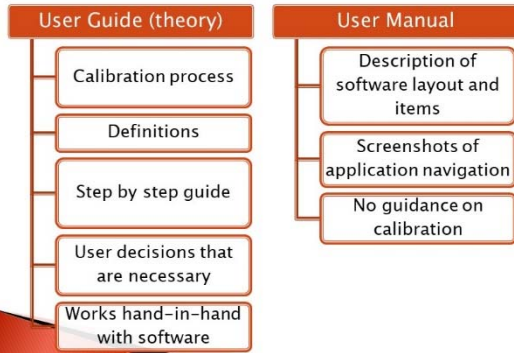 User Guide (theory)
Calibration process
Definitions
Step by step guide
User decisions that
are necessary
Works hand-in-hand
with software
User Manual
Description of
software layout and
items
Screenshots of
application navigation
No guidance on
calibration